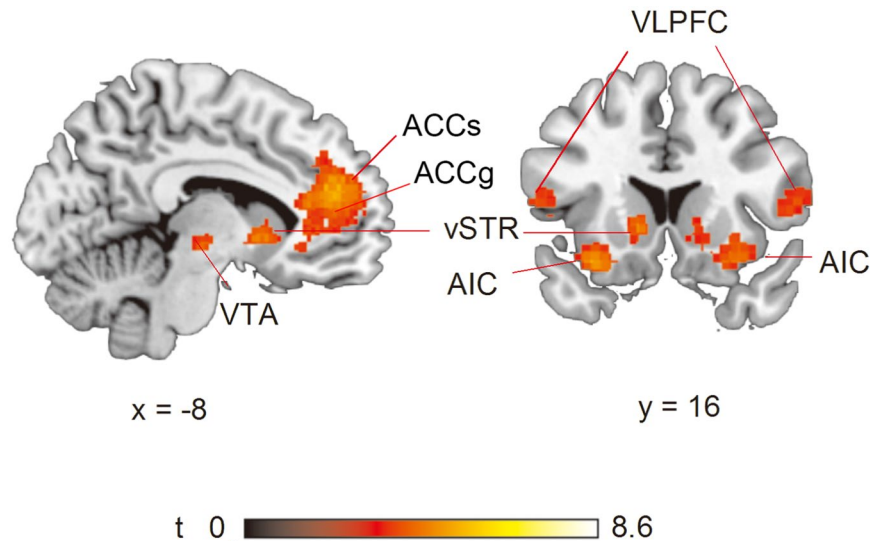 VLPFC
ACCs
ACCg
vSTR
AIC
AIC
VTA
x = -8
y = 16
t 0 8.6